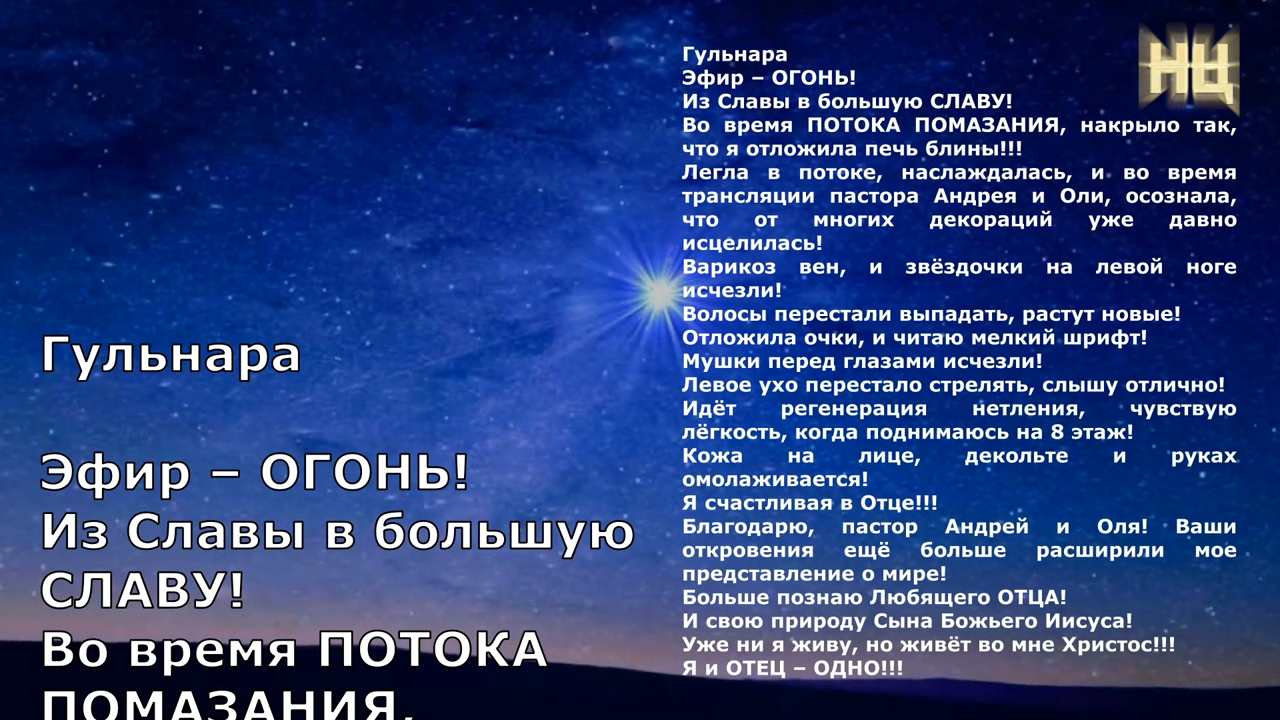 Гульнара
Эфир – ОГОНЬ!
Из Славы в большую
СЛАВУ!
Во время ПОТОКА
ПОМАЗАНИЯ,
НЦ
Гульнара
Эфир – ОГОНЬ!
Из Славы в большую СЛАВУ!
Во время ПОТОКА ПОМАЗАНИЯ, накрыло так,
что я отложила печь блины!!!
Легла в потоке, наслаждалась, и во время
трансляции пастора Андрея и Оли, осознала,
что от многих декораций уже давно
исцелилась!
Варикоз вен, и звёздочки на левой ноге
исчезли!
Волосы перестали выпадать, растут новые!
Отложила очки, и читаю мелкий шрифт!
Мушки перед глазами исчезли!
Левое ухо перестало стрелять, слышу отлично!
Идёт регенерация нетления, чувствую
лёгкость, когда поднимаюсь на 8 этаж!
Кожа на лице, декольте и руках
омолаживается!
Я счастливая в Отце!!!
Благодарю, пастор Андрей и Оля! Ваши
откровения ещё больше расширили мое
представление о мире!
Больше познаю Любящего ОТЦА!
И свою природу Сына Божьего Иисуса!
Уже ни я живу, но живёт во мне Христос!!!
Я и ОТЕЦ – ОДНО!!!